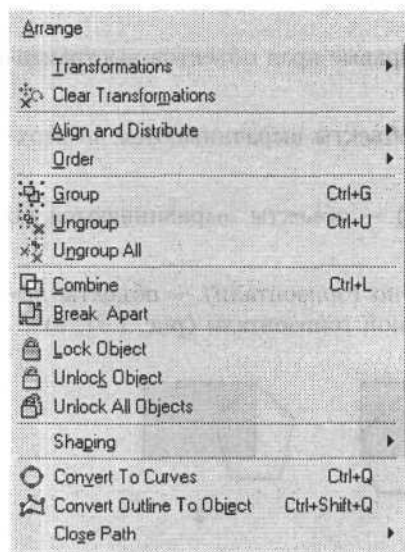 Arrange
Transformations
Clear Transformations
Align and Distribute
Order
Group Ctrl+G
Ungroup Ctrl+U
Ungroup All
Combine Ctrl+L
Break Apart
Lock Object
Unlock Object
Unlock All Objects
Shaping
Convert To Curves Ctrl+Q
Convert Outline To Object Ctrl+Shift+Q
Close Path